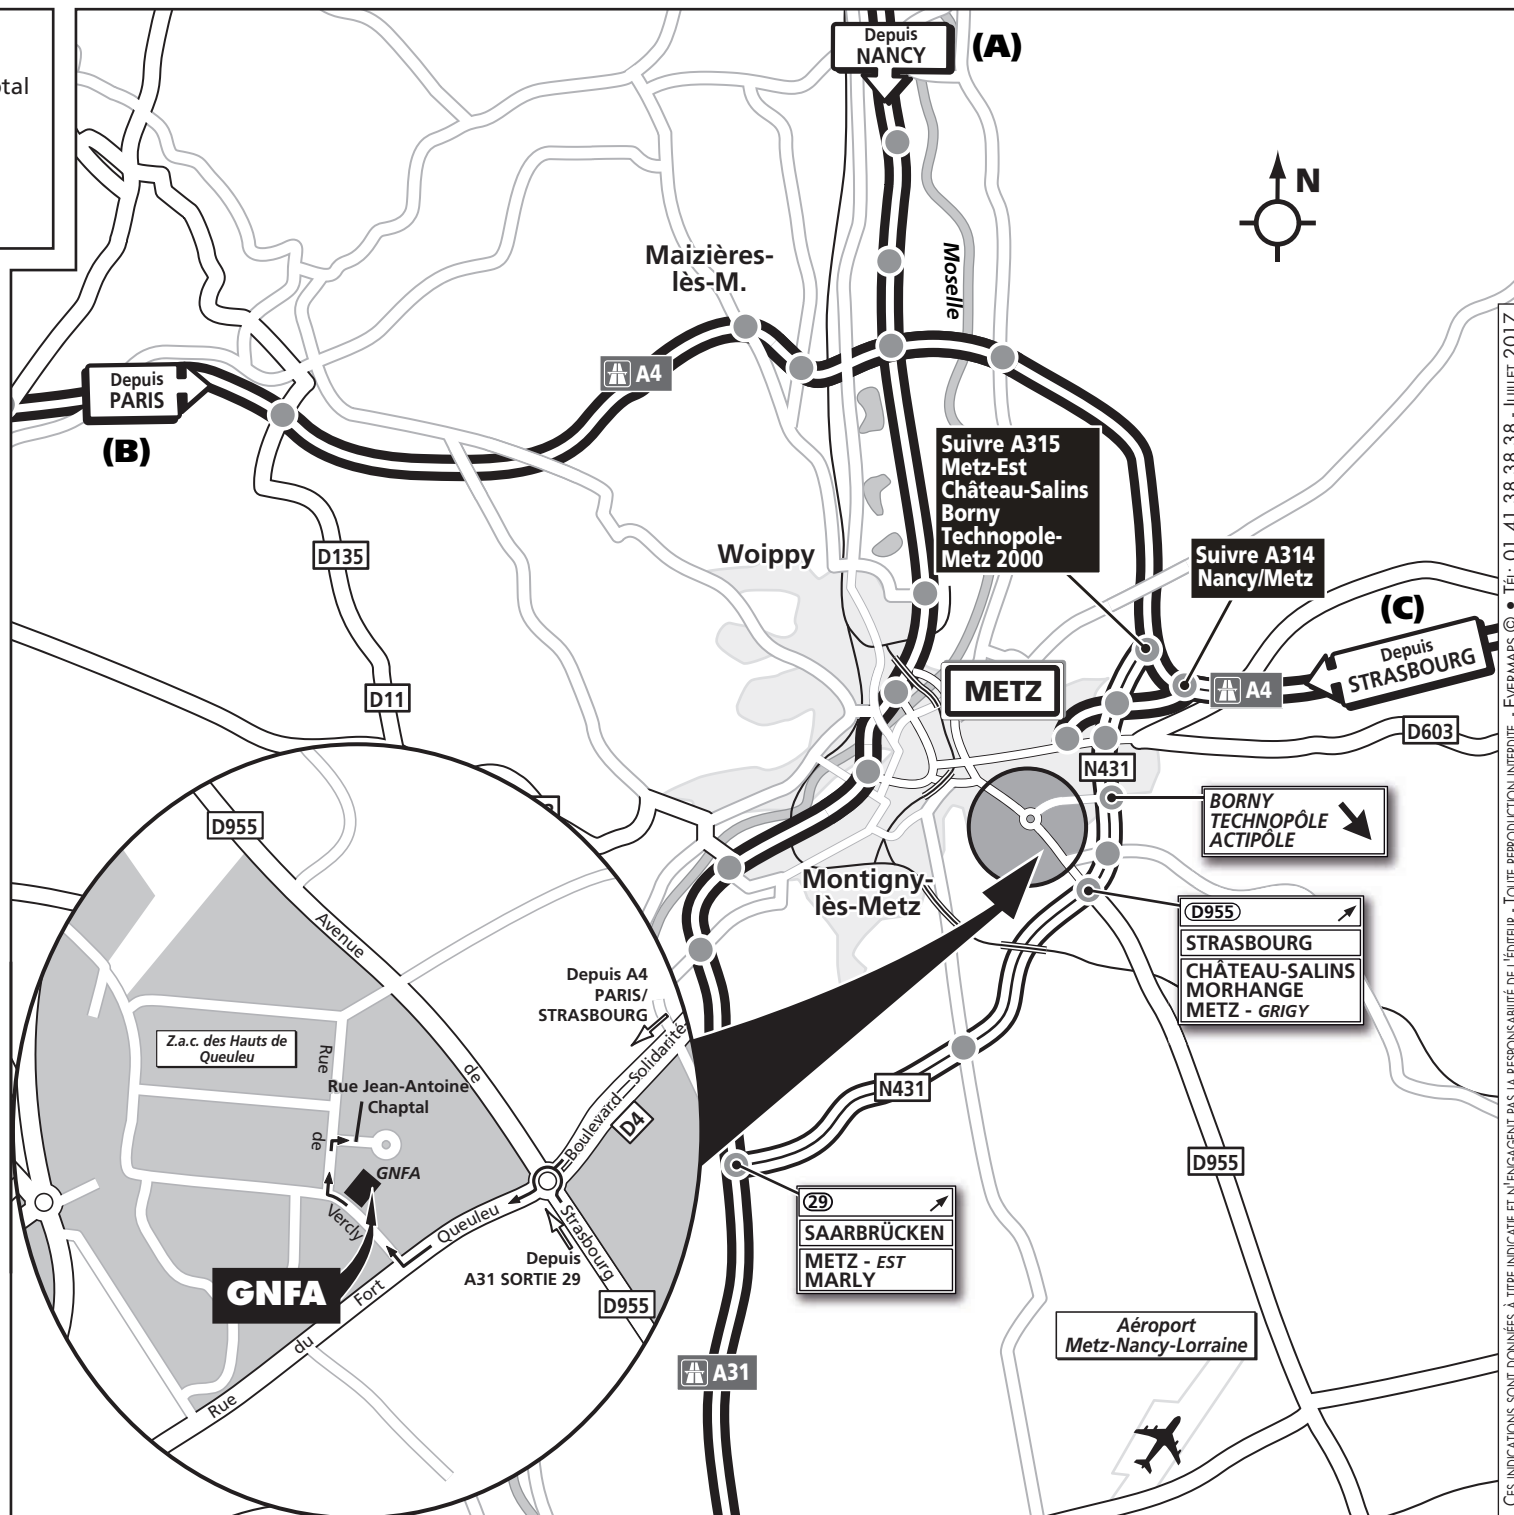 Depuis
NANCY
(A)
N
Moselle
Maizières-
lès-M.
A4
Depuis
PARIS
(B)
D135
D11
Woippy
Suivre A315
Metz-Est
Château-Salins
Borny
Technopole-
Metz 2000
Suivre A314
Nancy/Metz
(C)
Depuis
STRASBOURG
METZ
A4
D603
N431
BORNY
TECHNOPÔLE
ACTIPÔLE
Montigny-
lès-Metz
D955
STRASBOURG
CHÂTEAU-SALINS
MORHANGE
METZ - GRIGY
N431
D955
29
SAARBRÜCKEN
METZ - EST
MARLY
A31
Aéroport
Metz-Nancy-Lorraine
D955
Avenue
de
Strasbourg
Depuis A4
PARIS/
STRASBOURG
Boulevard Solidarité
D4
Z.a.c. des Hauts de
Queuleu
Rue
de
Vercly
Rue Jean-Antoine
Chaptal
GNFA
GNFA
Rue
du
Fort
Queuleu
Depuis
A31 SORTIE 29
D955
CES INDICATIONS SONT DONNÉES À TITRE INDICATIF ET N'ENGAGENT PAS LA RESPONSABILITÉ DE L'ÉDITEUR - TOUTE REPRODUCTION INTERDITE - EVERMAPS © • TÉL: 01 41 38 38 38 - JUILLET 2017